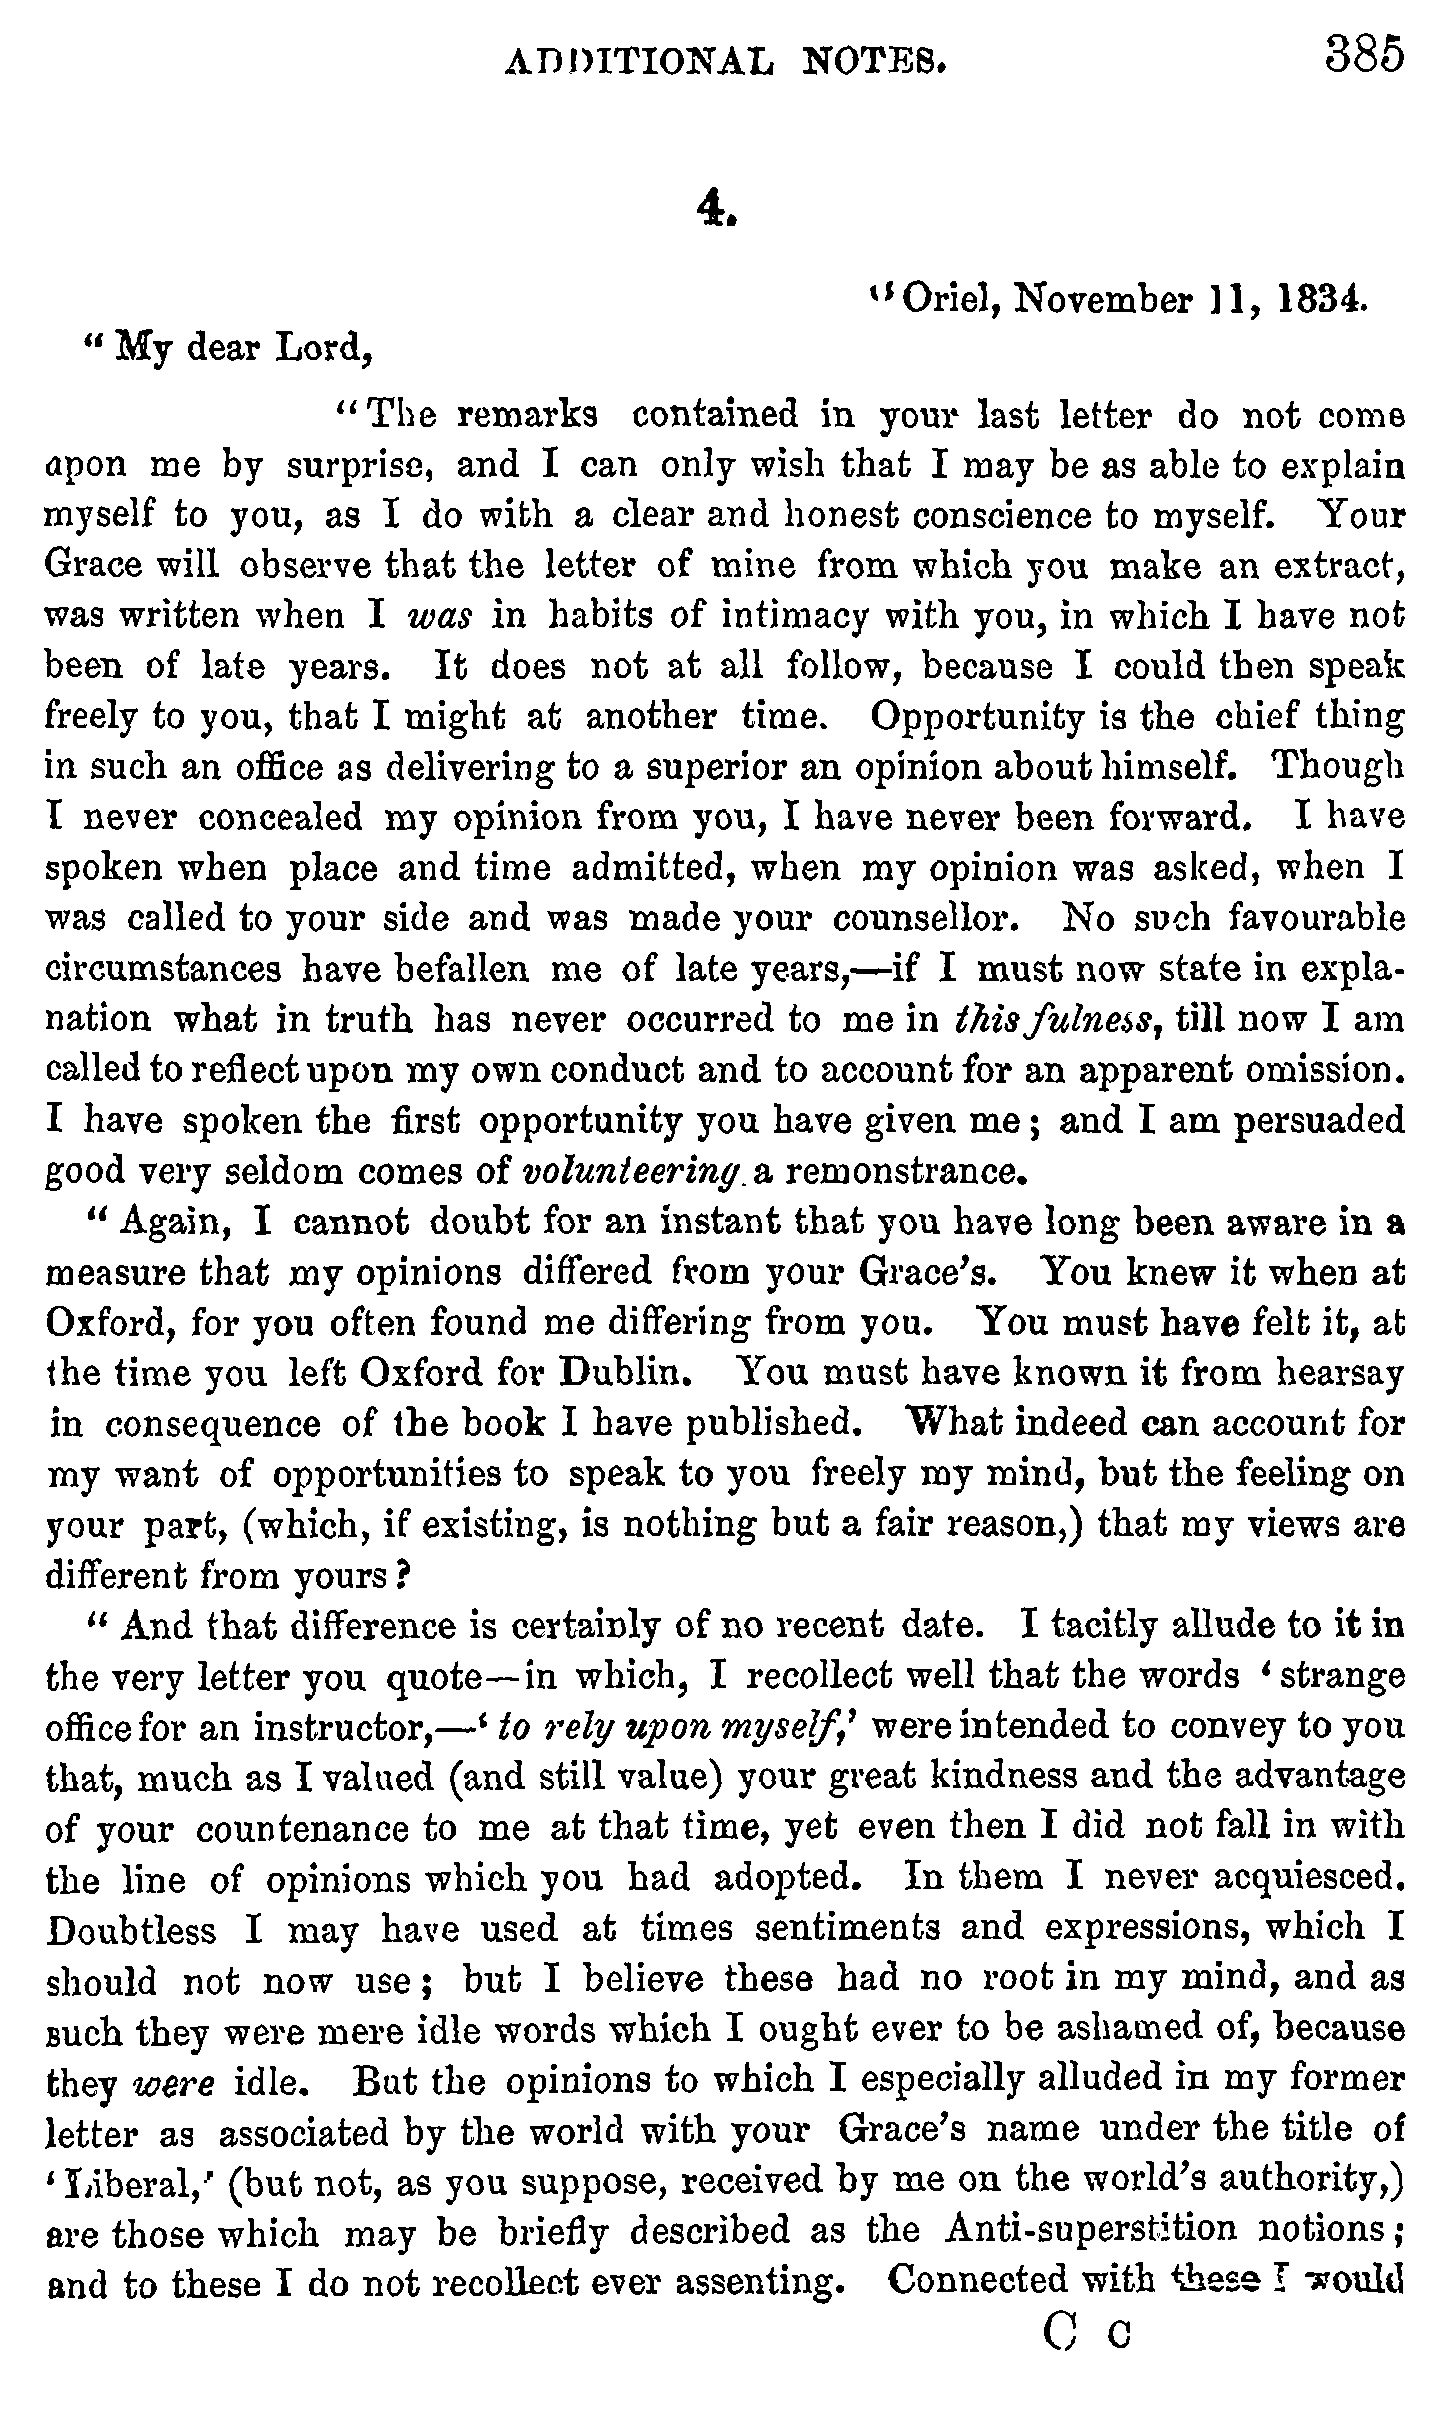 ADDITIONAL NOTES. 385
4.
"Oriel, November 11, 1834.
"My dear Lord,
"The remarks contained in your last letter do not come
upon me by surprise, and I can only wish that I may be as able to explain
myself to you, as I do with a clear and honest conscience to myself. Your
Grace will observe that the letter of mine from which you make an extract,
was written when I was in habits of intimacy with you, in which I have not
been of late years. It does not at all follow, because I could then speak
freely to you, that I might at another time. Opportunity is the chief thing
in such an office as delivering to a superior an opinion about himself. Though
I never concealed my opinion from you, I have never been forward. I have
spoken when place and time admitted, when my opinion was asked, when I
was called to your side and was made your counsellor. No such favourable
circumstances have befallen me of late years,—if I must now state in expla-
nation what in truth has never occurred to me in this fulness, till now I am
called to reflect upon my own conduct and to account for an apparent omission.
I have spoken the first opportunity you have given me; and I am persuaded
good very seldom comes of volunteering a remonstrance.
"Again, I cannot doubt for an instant that you have long been aware in a
measure that my opinions differed from your Grace's. You knew it when at
Oxford, for you often found me differing from you. You must have felt it, at
the time you left Oxford for Dublin. You must have known it from hearsay
in consequence of the book I have published. What indeed can account for
my want of opportunities to speak to you freely my mind, but the feeling on
your part, (which, if existing, is nothing but a fair reason,) that my views are
different from yours?
"And that difference is certainly of no recent date. I tacitly allude to it in
the very letter you quote—in which, I recollect well that the words 'strange
office for an instructor,—'to rely upon myself,' were intended to convey to you
that, much as I valued (and still value) your great kindness and the advantage
of your countenance to me at that time, yet even then I did not fall in with
the line of opinions which you had adopted. In them I never acquiesced.
Doubtless I may have used at times sentiments and expressions, which I
should not now use; but I believe these had no root in my mind, and as
such they were mere idle words which I ought ever to be ashamed of, because
they were idle. But the opinions to which I especially alluded in my former
letter as associated by the world with your Grace's name under the title of
'Liberal,' (but not, as you suppose, received by me on the world's authority,)
are those which may be briefly described as the Anti-superstition notions;
and to these I do not recollect ever assenting. Connected with these I would
C c